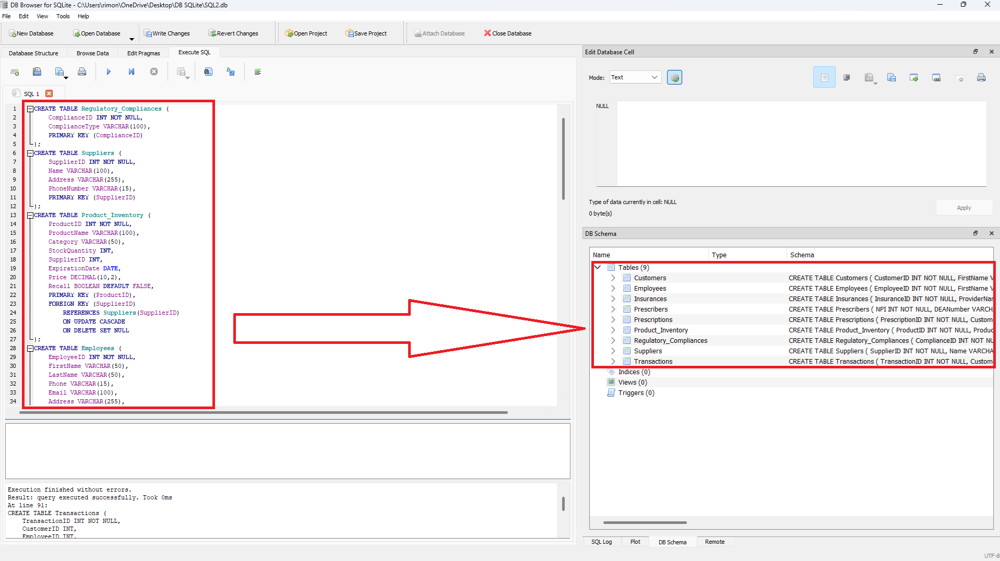 DB Browser for SQLite - C:\Users\rimon\OneDrive\Desktop\DB SQLite\SQL2.db
File Edit View Tools Help
New Database Open Database Write Changes Revert Changes Open Project Save Project Attach Database Close Database
Database Structure Browse Data Edit Pragmas Execute SQL
SQL 1
1 CREATE TABLE Regulatory_Compliances (
2 ComplianceID INT NOT NULL,
3 ComplianceType VARCHAR(100),
4 PRIMARY KEY (ComplianceID)
5 );
6 CREATE TABLE Suppliers (
7 SupplierID INT NOT NULL,
8 Name VARCHAR(100),
9 Address VARCHAR(255),
10 PhoneNumber VARCHAR(15),
11 PRIMARY KEY (SupplierID)
12 );
13 CREATE TABLE Product_Inventory (
14 ProductID INT NOT NULL,
15 ProductName VARCHAR(100),
16 Category VARCHAR(50),
17 StockQuantity INT,
18 SupplierID INT,
19 ExpirationDate DATE,
20 Price DECIMAL(10,2),
21 Recall BOOLEAN DEFAULT FALSE,
22 PRIMARY KEY (ProductID),
23 FOREIGN KEY (SupplierID)
24 REFERENCES Suppliers(SupplierID)
25 ON UPDATE CASCADE
26 ON DELETE SET NULL
27 );
28 CREATE TABLE Employees (
29 EmployeeID INT NOT NULL,
30 FirstName VARCHAR(50),
31 LastName VARCHAR(50),
32 Phone VARCHAR(15),
33 Email VARCHAR(100),
34 Address VARCHAR(255),
Execution finished without errors.
Result: query executed successfully. Took 0ms
At line 91:
CREATE TABLE Transactions (
TransactionID INT NOT NULL,
CustomerID INT,
EmployeeID INT,
Edit Database Cell
Mode: Text
NULL
Type of data currently in cell: NULL
0 byte(s)
Apply
DB Schema
Name Type Schema
Tables (9)
Customers CREATE TABLE Customers ( CustomerID INT NOT NULL, FirstName V
Employees CREATE TABLE Employees ( EmployeeID INT NOT NULL, FirstName V
Insurances CREATE TABLE Insurances ( InsuranceID INT NOT NULL, ProviderNar
Prescribers CREATE TABLE Prescribers ( NPI INT NOT NULL, DEANumber VARCH
Prescriptions CREATE TABLE Prescriptions ( PrescriptionID INT NOT NULL, Custom
Product_Inventory CREATE TABLE Product_Inventory ( ProductID INT NOT NULL, Produc
Regulatory_Compliances CREATE TABLE Regulatory_Compliances ( ComplianceID INT NOT NU
Suppliers CREATE TABLE Suppliers ( SupplierID INT NOT NULL, Name VARCHA
Transactions CREATE TABLE Transactions ( TransactionID INT NOT NULL, Custom
Indices (0)
Views (0)
Triggers (0)
SQL Log Plot DB Schema Remote
UTF-8